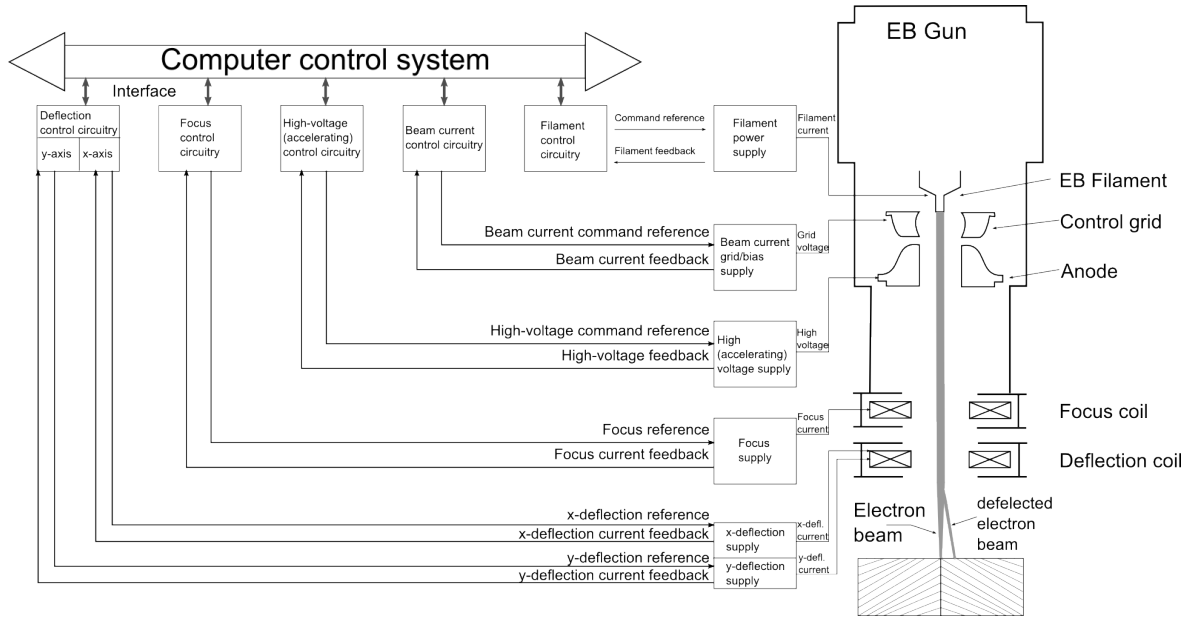 EB Gun
Computer control system
Interface
Deflection
control circuitry
y-axis
x-axis
Focus
control
circuitry
High-voltage
(accelerating)
control circuitry
Beam current
control circuitry
Filament
control
circuitry
Command reference
Filament feedback
Filament
power
supply
Filament
current
EB Filament
Control grid
Anode
Beam current command reference
Beam current feedback
Beam current
grid/bias
supply
Grid
voltage
High-voltage command reference
High-voltage feedback
High
(accelerating)
voltage supply
High
voltage
Focus reference
Focus current feedback
Focus
supply
Focus
current
Focus coil
Deflection coil
x-deflection reference
x-deflection current feedback
x-deflection
supply
x-defl.
current
y-deflection reference
y-deflection current feedback
y-deflection
supply
y-defl.
current
Electron
beam
defelected
electron
beam